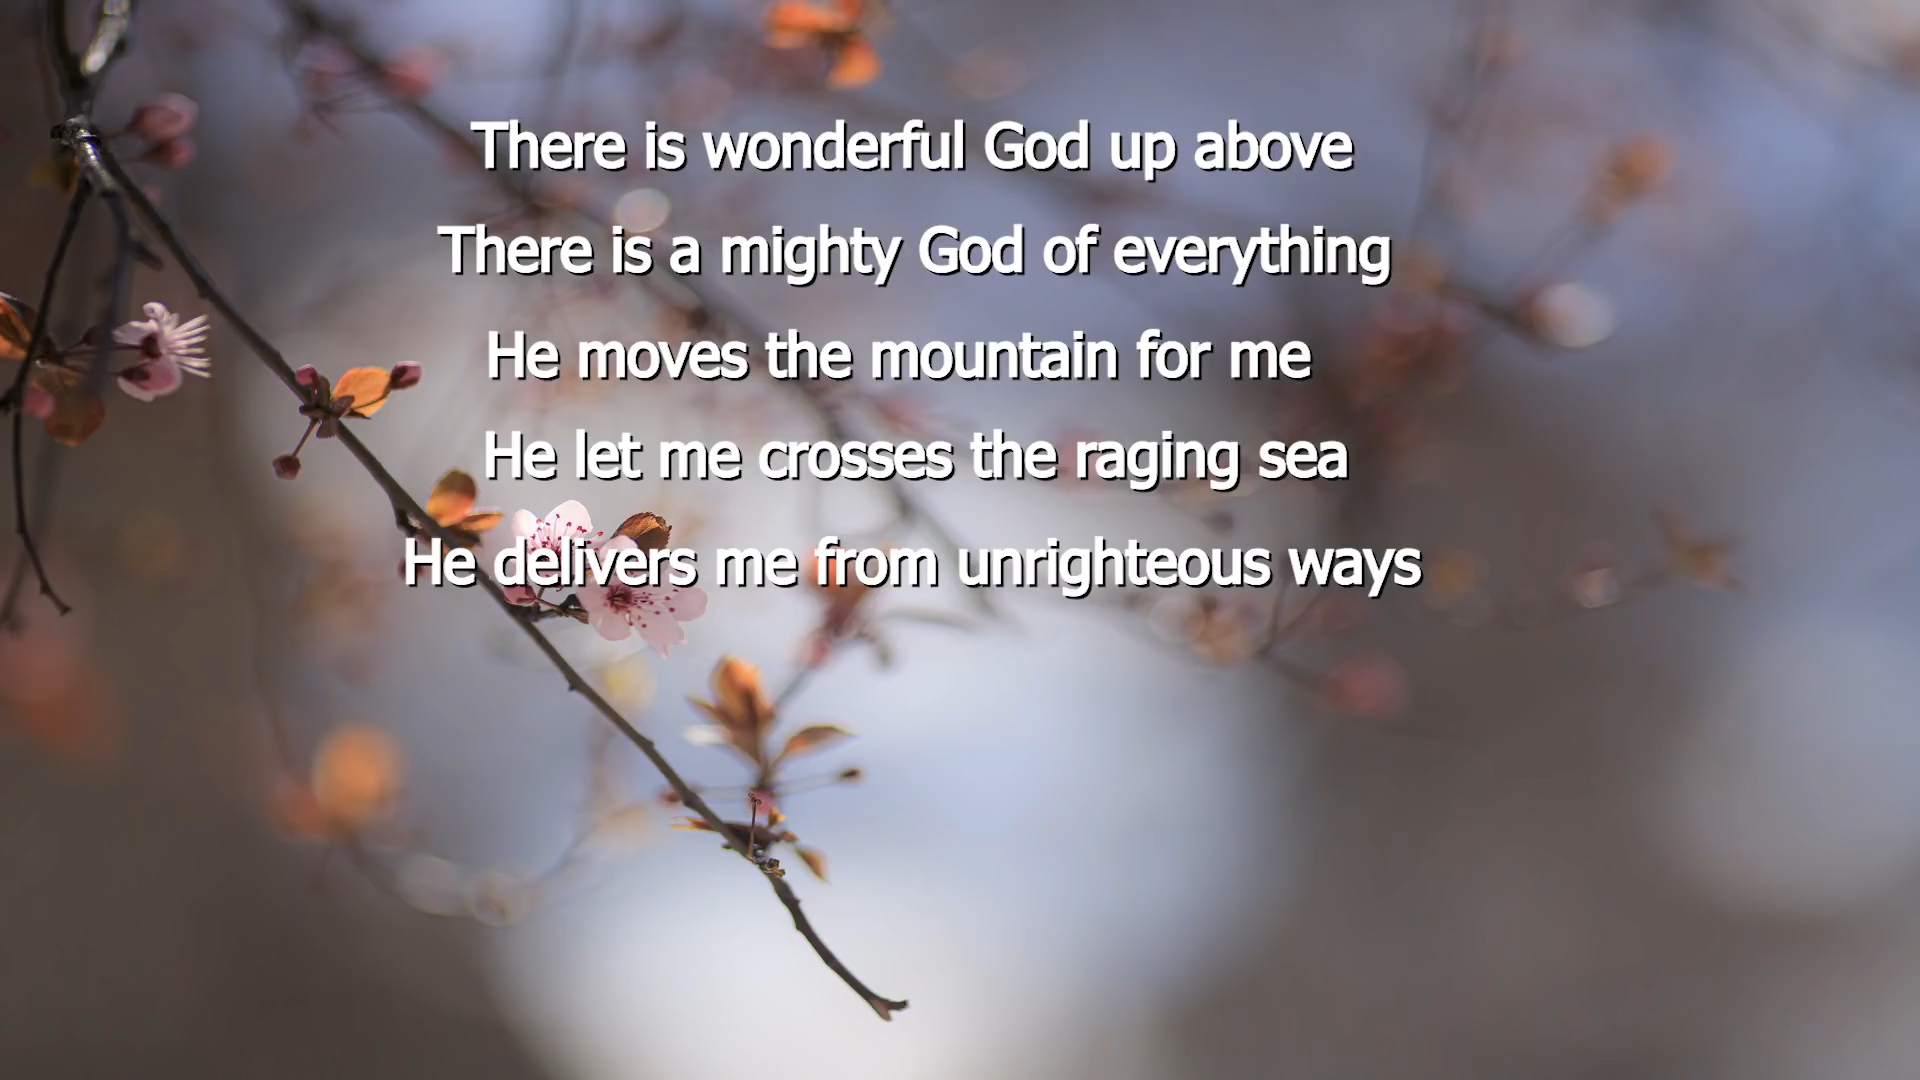 There is wonderful God up above
There is a mighty God of everything
He moves the mountain for me
He let me crosses the raging sea
He delivers me from unrighteous ways